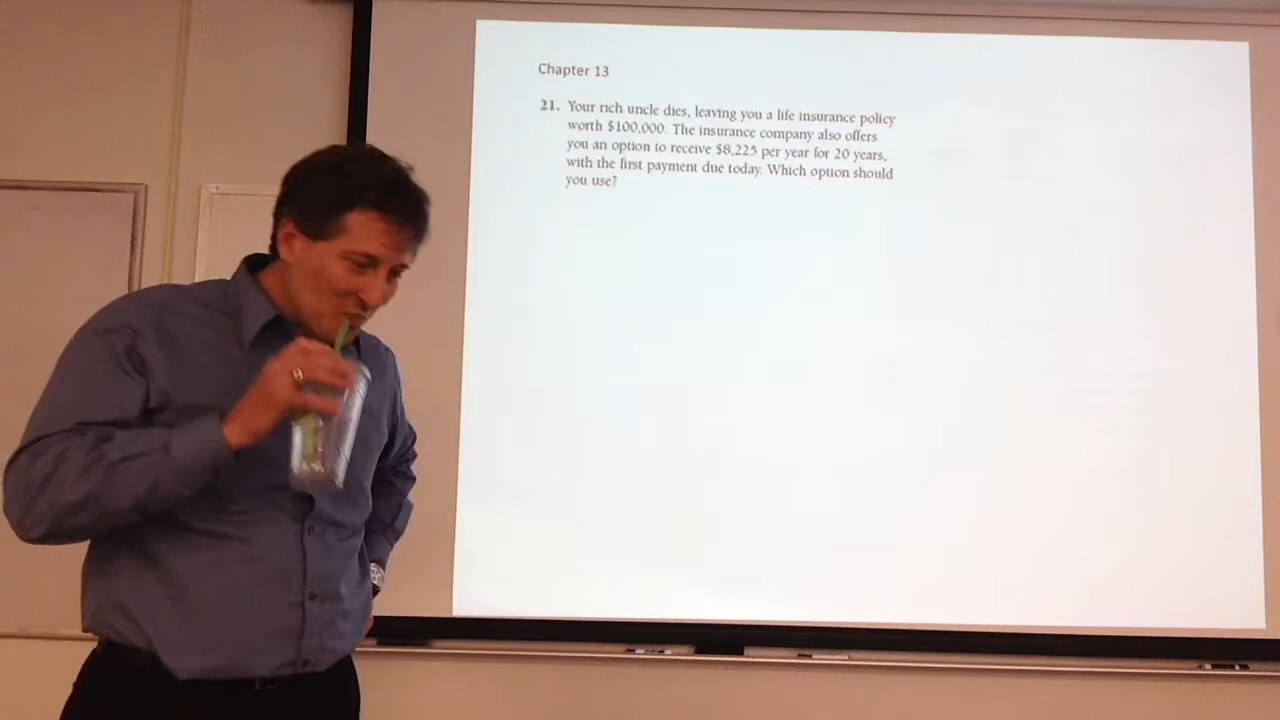 Chapter 13
21. Your rich uncle dies, leaving you a life insurance policy
worth $100,000. The insurance company also offers
you an option to receive $8,225 per year for 20 years,
with the first payment due today. Which option should
you use?